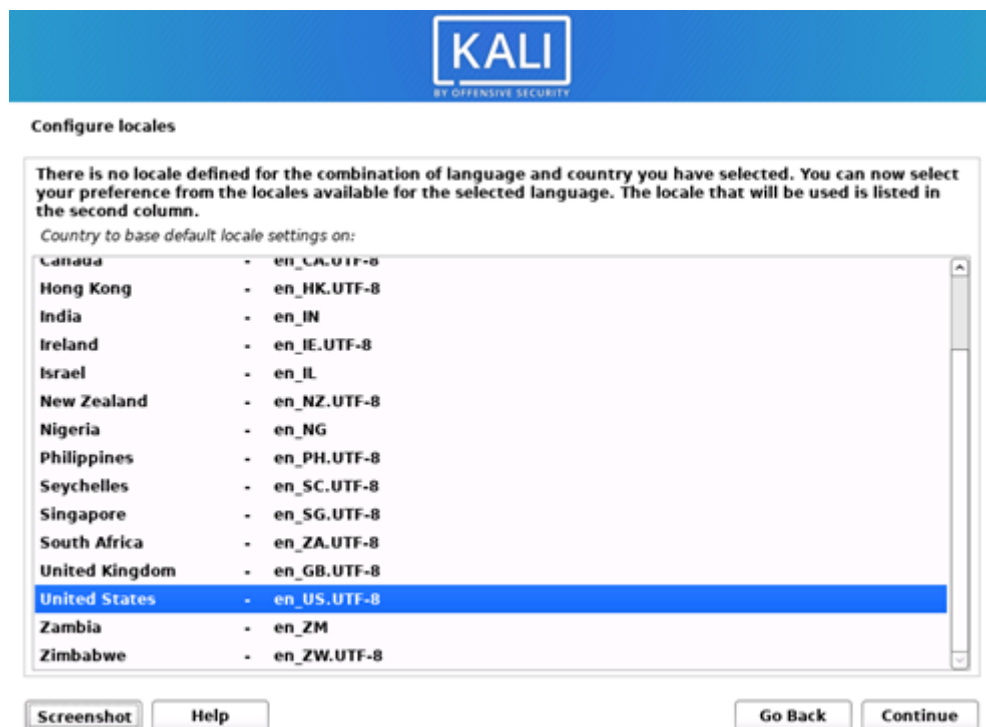 KALI
BY OFFENSIVE SECURITY
Configure locales
There is no locale defined for the combination of language and country you have selected. You can now select
your preference from the locales available for the selected language. The locale that will be used is listed in
the second column.
Country to base default locale settings on:
Canada - en_CA.UTF-8
Hong Kong - en_HK.UTF-8
India - en_IN
Ireland - en_IE.UTF-8
Israel - en_IL
New Zealand - en_NZ.UTF-8
Nigeria - en_NG
Philippines - en_PH.UTF-8
Seychelles - en_SC.UTF-8
Singapore - en_SG.UTF-8
South Africa - en_ZA.UTF-8
United Kingdom - en_GB.UTF-8
United States - en_US.UTF-8
Zambia - en_ZM
Zimbabwe - en_ZW.UTF-8
Screenshot Help Go Back Continue